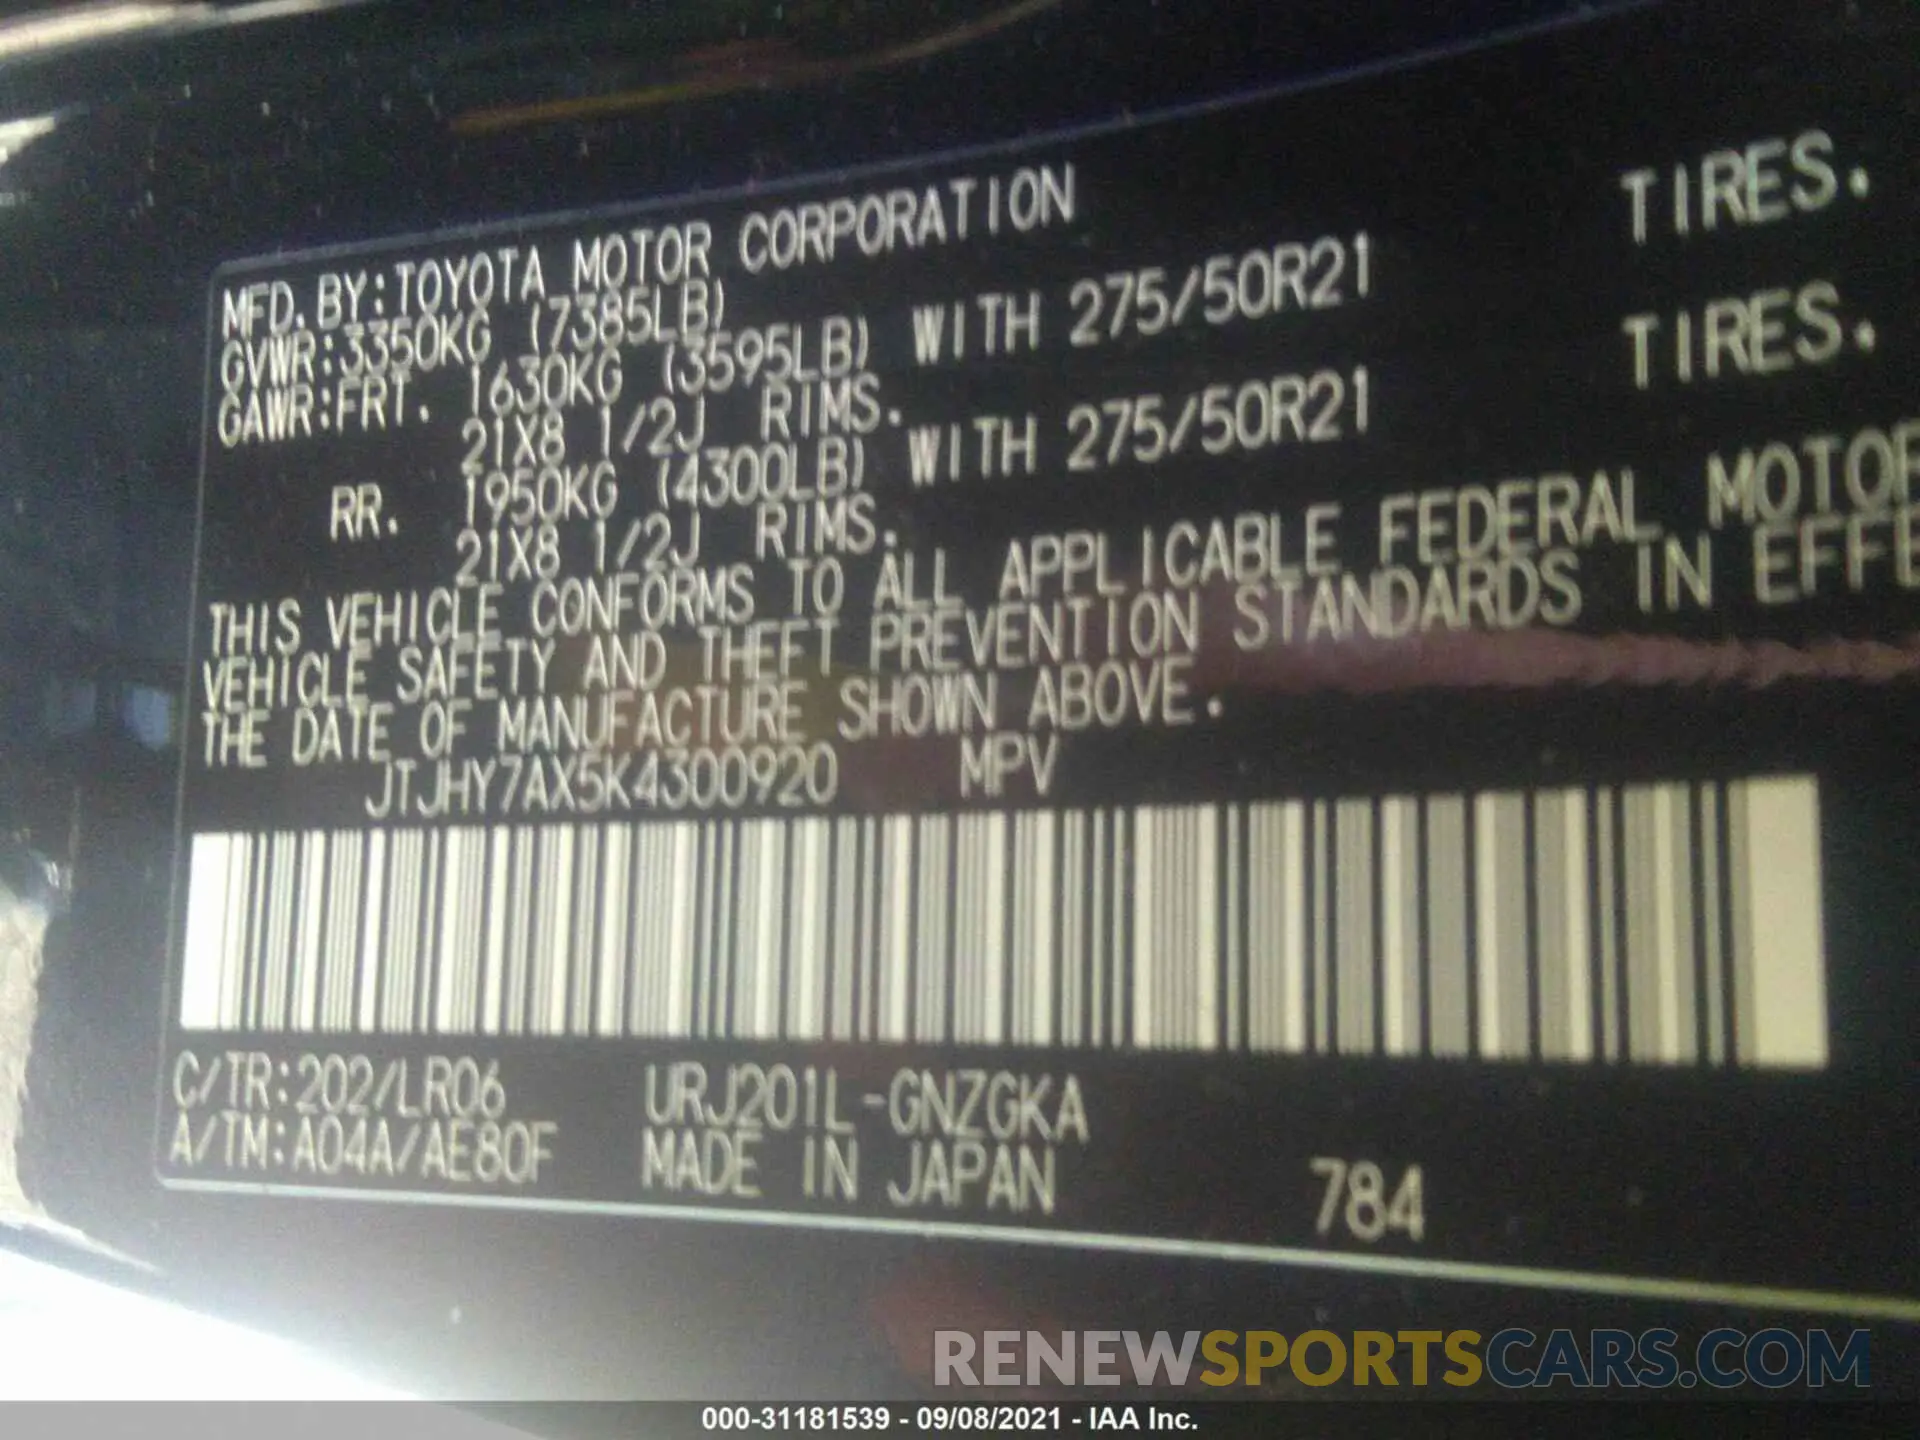 MFD. BY:TOYOTA MOTOR CORPORATION
GVWR:3350KG (7385LB)
GAWR:FRT. 1630KG (3595LB) WITH 275/50R21 TIRES.
21X8 1/2J RIMS.
RR. 1950KG (4300LB) WITH 275/50R21 TIRES.
21X8 1/2J RIMS.
THIS VEHICLE CONFORMS TO ALL APPLICABLE FEDERAL MOTOR
VEHICLE SAFETY AND THEFT PREVENTION STANDARDS IN EFFE
THE DATE OF MANUFACTURE SHOWN ABOVE.
JTJHY7AX5K4300920 MPV
C/TR:202/LR06 URJ201L-GNZGKA
A/TM:A04A/AE80F MADE IN JAPAN 784
RENEWSPORTSCARS.COM
000-31181539 - 09/08/2021 - IAA Inc.